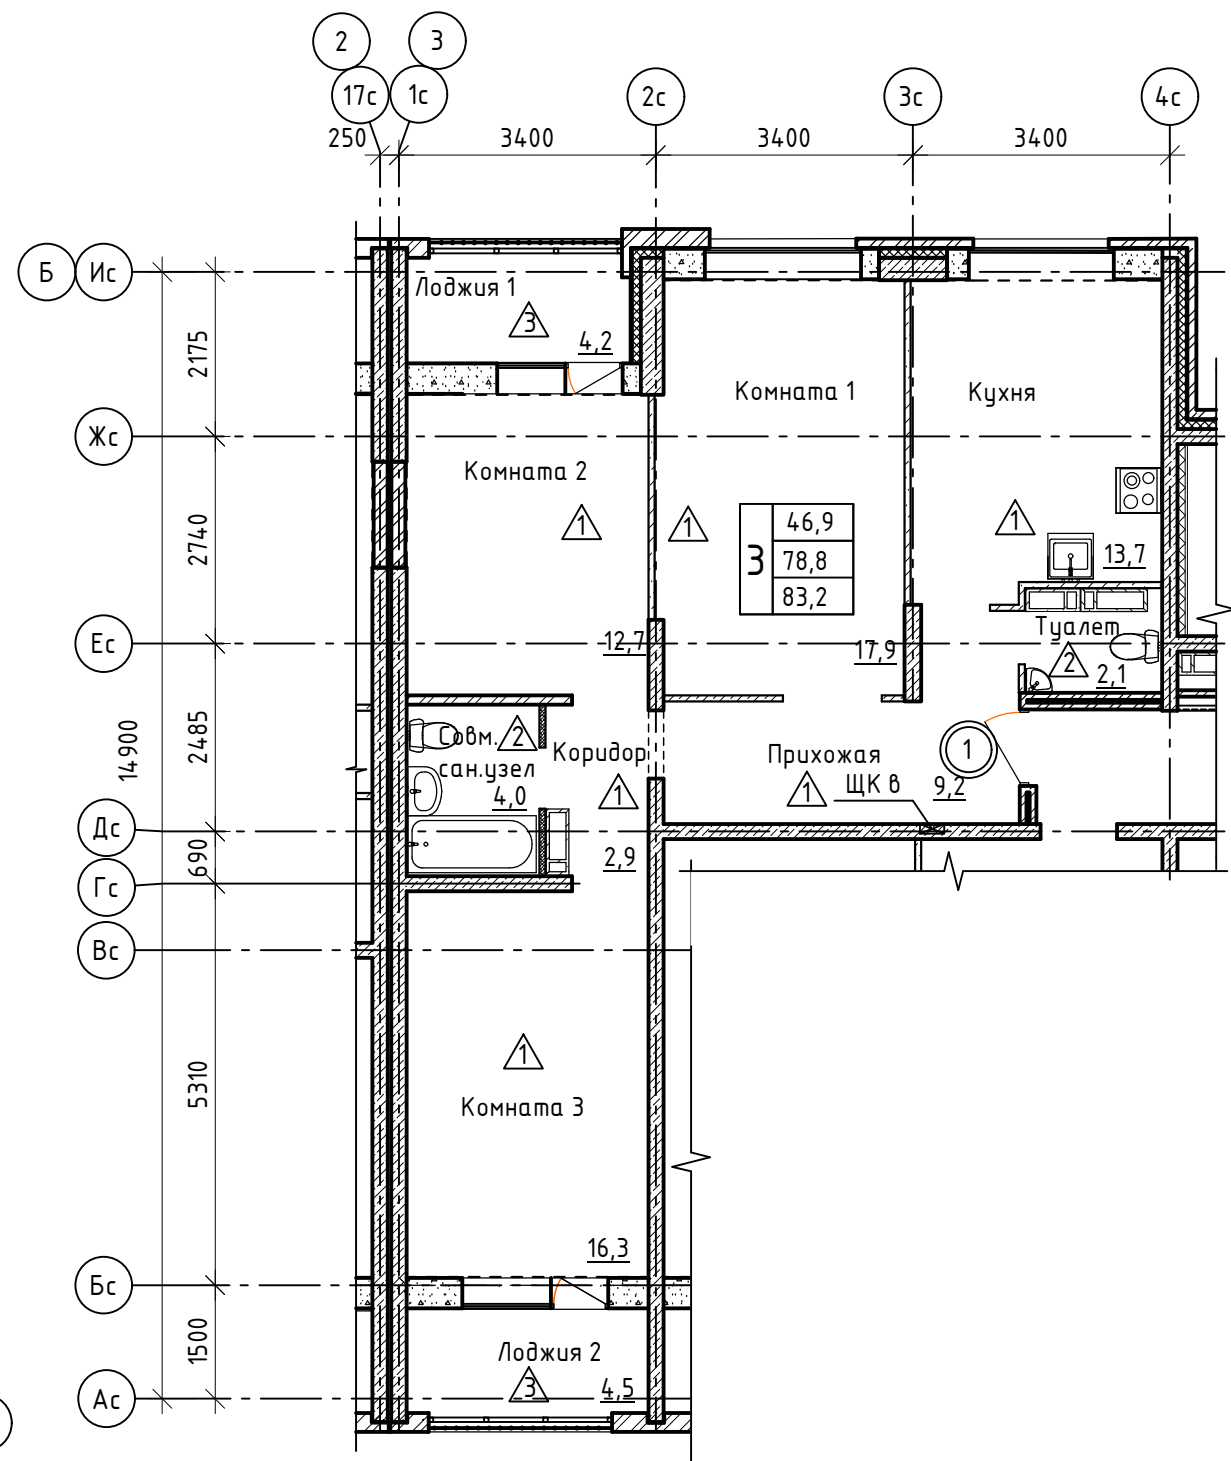 2
3
17с
1с
2с
3с
4с
250
3400
3400
3400
Б
Ис
Лоджия 1
3
4,2
2175
Комната 1
Кухня
Жс
Комната 2
1
1
1
3
46,9
78,8
83,2
2740
13,7
Туалет
Ес
12,7
17,9
2
2,1
14900
2485
Совм.
2
сан.узел
4,0
Коридор
1
Прихожая
1
ЩК в
9,2
1
Дс
690
2,9
Гс
Вс
1
5310
Комната 3
16,3
Бс
1500
Лоджия 2
3
4,5
Ас